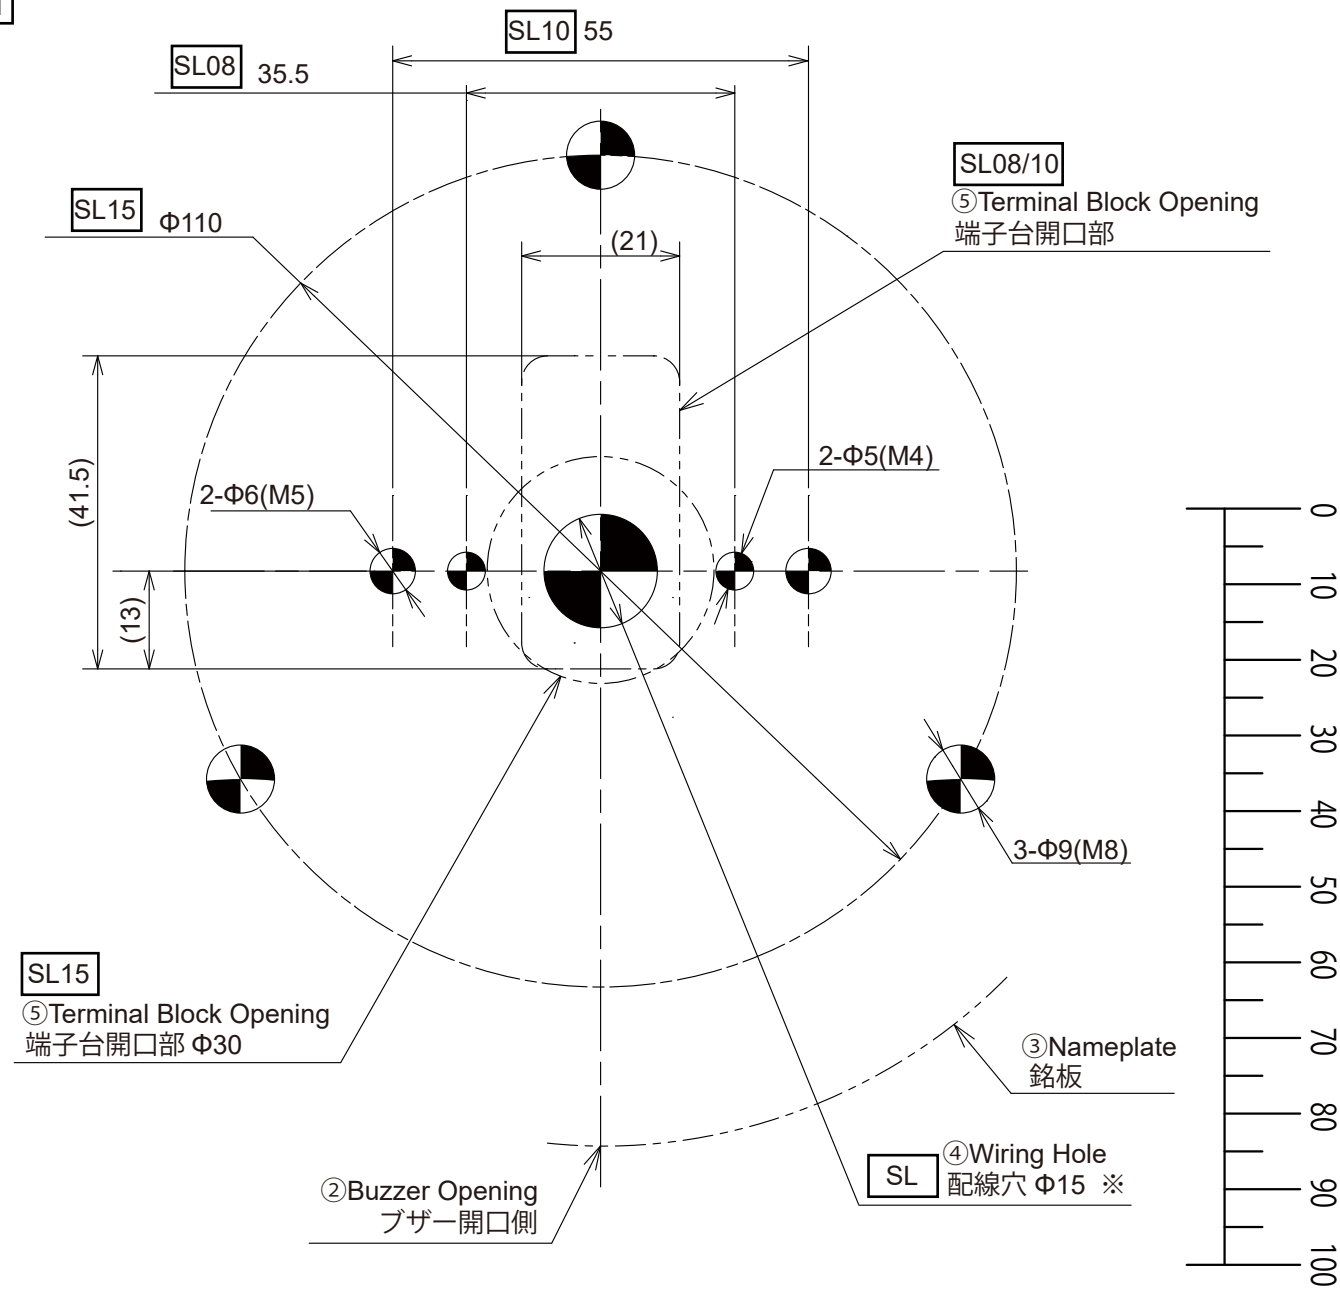 SL10 55
SL08 35.5
SL08/10
⑤Terminal Block Opening
端子台開口部
SL15 Φ110
(21)
(41.5)
2-Φ5(M4)
2-Φ6(M5)
(13)
3-Φ9(M8)
SL15
⑤Terminal Block Opening
端子台開口部 Φ30
③Nameplate
銘板
SL ④Wiring Hole
配線穴 Φ15 ※
②Buzzer Opening
ブザー開口側
0
10
20
30
40
50
60
70
80
90
100